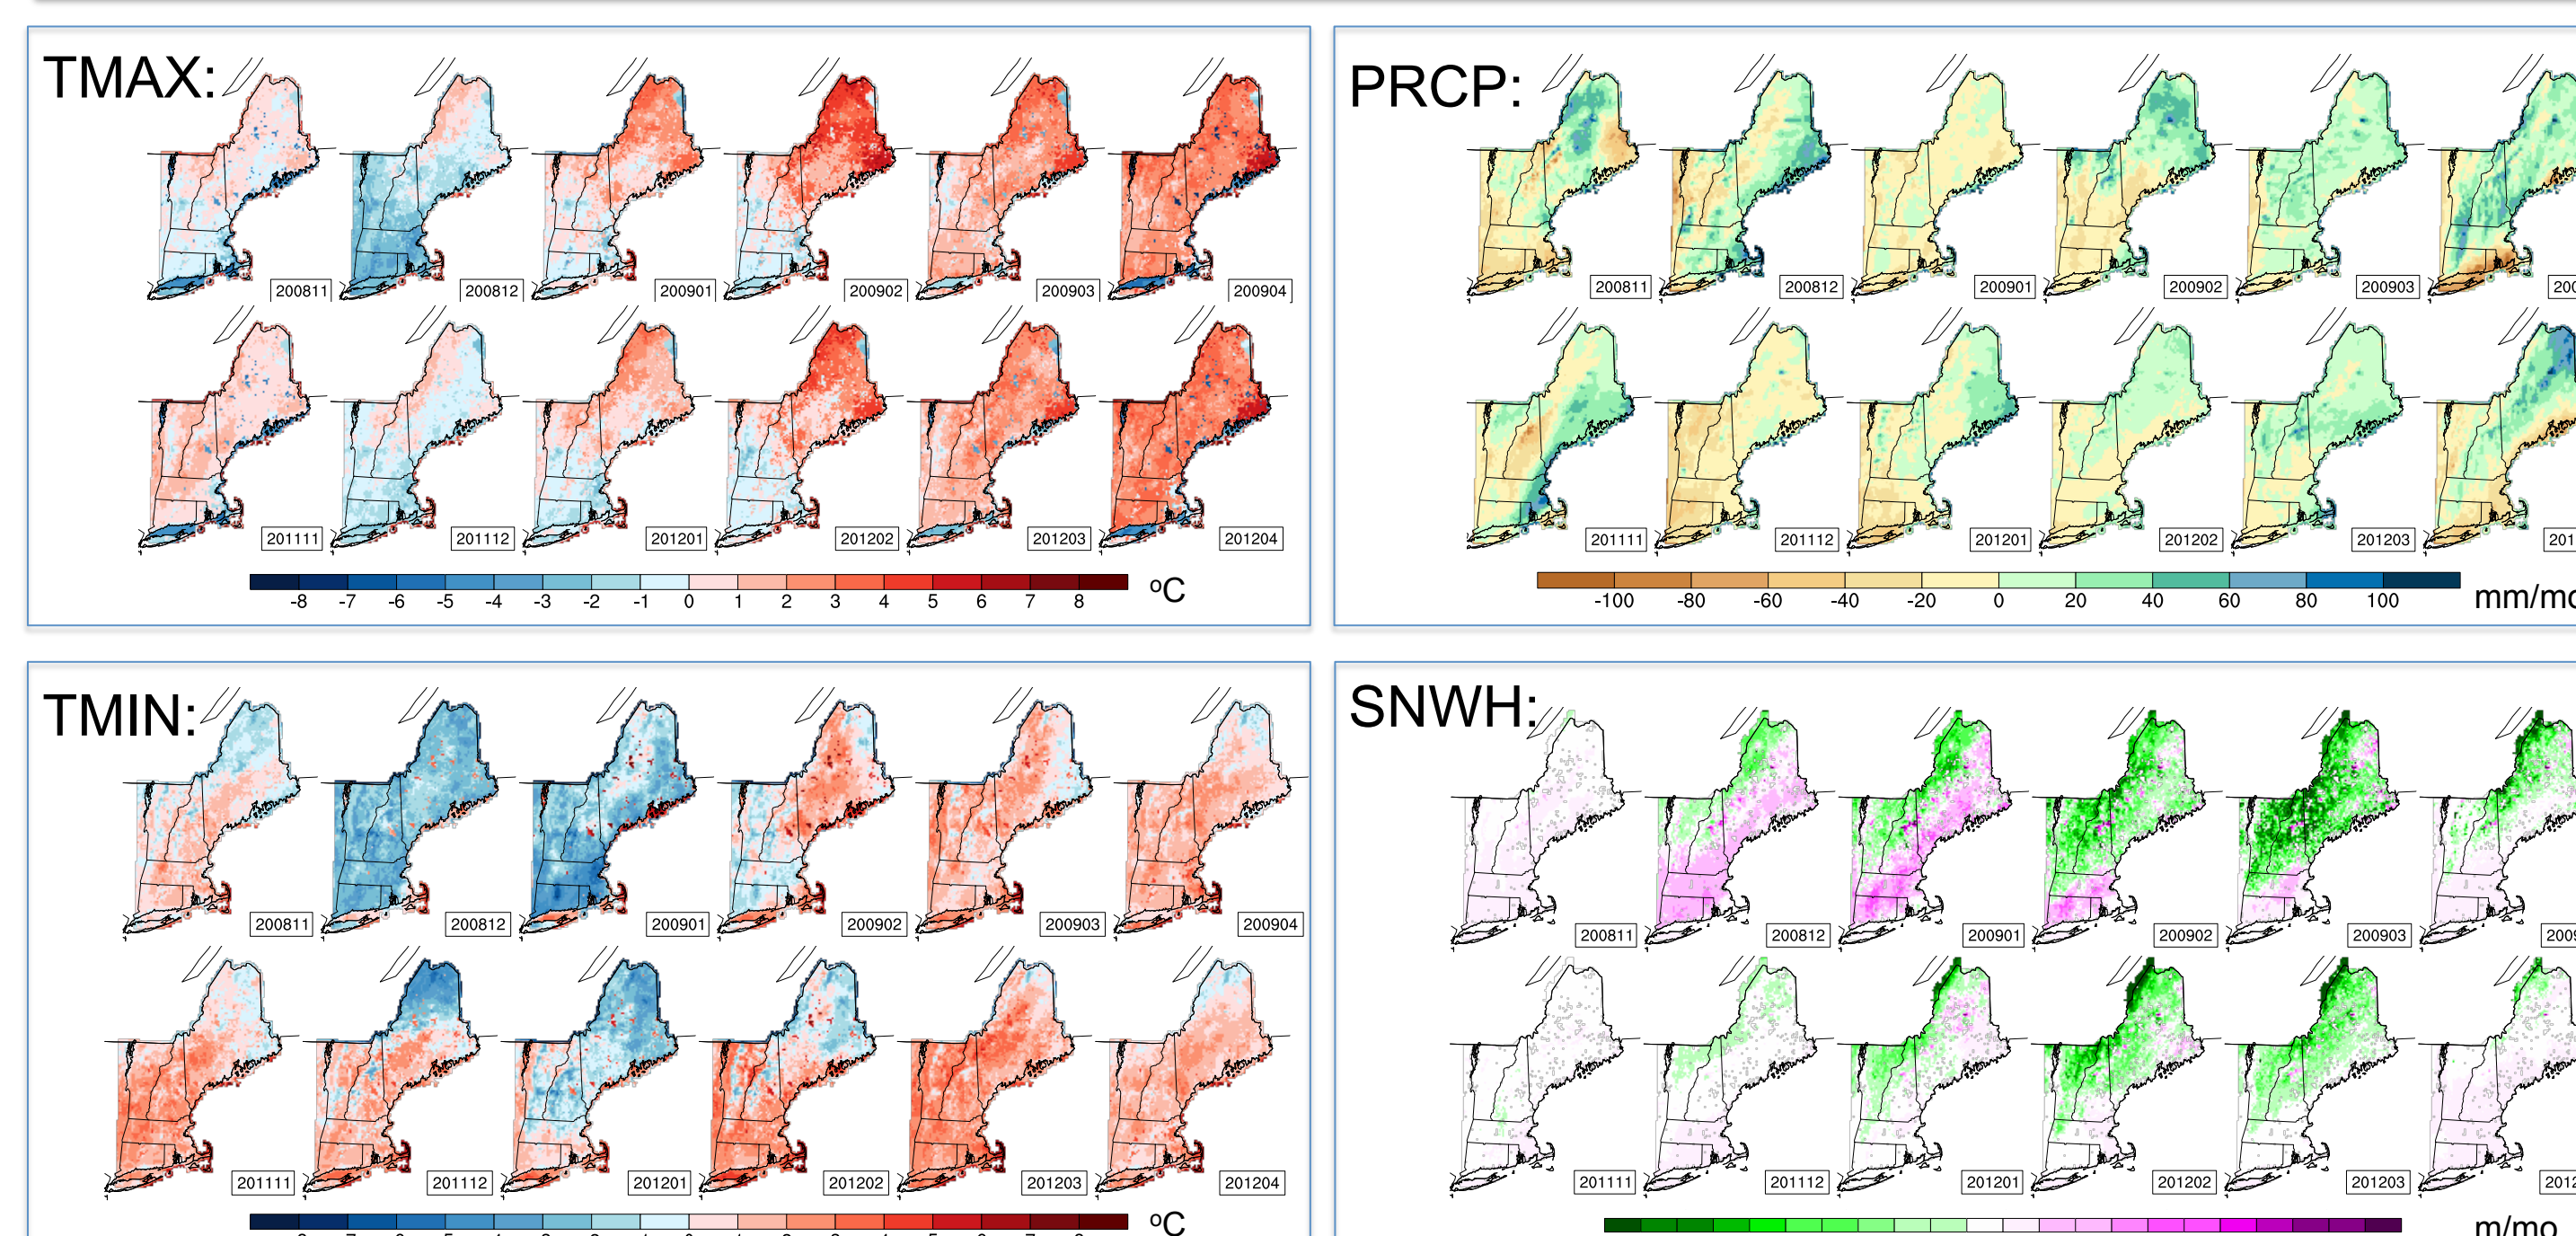 TMAX:
200811 200812 200901 200902 200903 200904
201111 201112 201201 201202 201203 201204
-8 -7 -6 -5 -4 -3 -2 -1 0 1 2 3 4 5 6 7 8 ºC
PRCP:
200811 200812 200901 200902 200903
201111 201112 201201 201202 201203
-100 -80 -60 -40 -20 0 20 40 60 80 100 mm/mo
TMIN:
200811 200812 200901 200902 200903 200904
201111 201112 201201 201202 201203 201204
ºC
SNWH:
200811 200812 200901 200902 200903
201111 201112 201201 201202 201203
m/mo